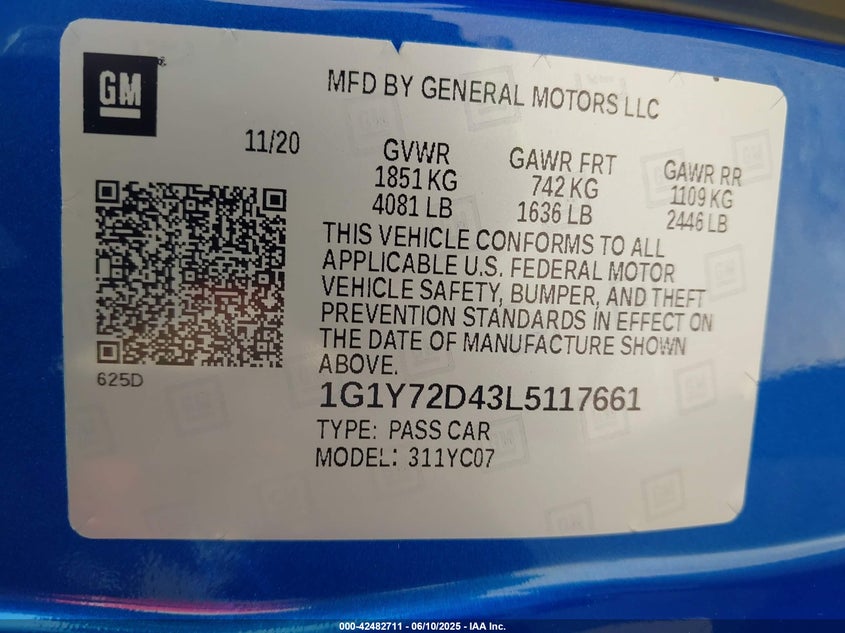 GM
MFD BY GENERAL MOTORS LLC
11/20
GVWR
1851 KG
4081 LB
GAWR FRT
742 KG
1636 LB
GAWR RR
1109 KG
2446 LB
THIS VEHICLE CONFORMS TO ALL
APPLICABLE U.S. FEDERAL MOTOR
VEHICLE SAFETY, BUMPER, AND THEFT
PREVENTION STANDARDS IN EFFECT ON
THE DATE OF MANUFACTURE SHOWN
ABOVE.
625D
1G1Y72D43L5117661
TYPE: PASS CAR
MODEL: 311YC07
000-42482711 - 06/10/2025 - IAA Inc.